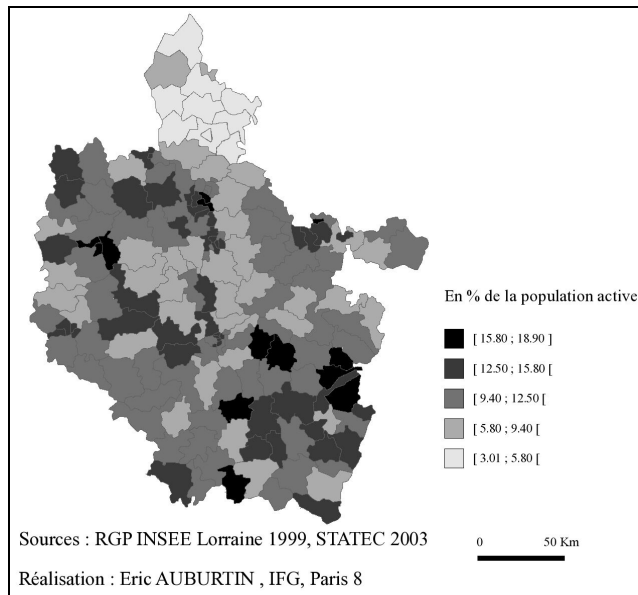 En % de la population active
[ 15.80 ; 18.90 ]
[ 12.50 ; 15.80 [
[ 9.40 ; 12.50 [
[ 5.80 ; 9.40 [
[ 3.01 ; 5.80 [
Sources : RGP INSEE Lorraine 1999, STATEC 2003
0 50 Km
Réalisation : Eric AUBURTIN , IFG, Paris 8